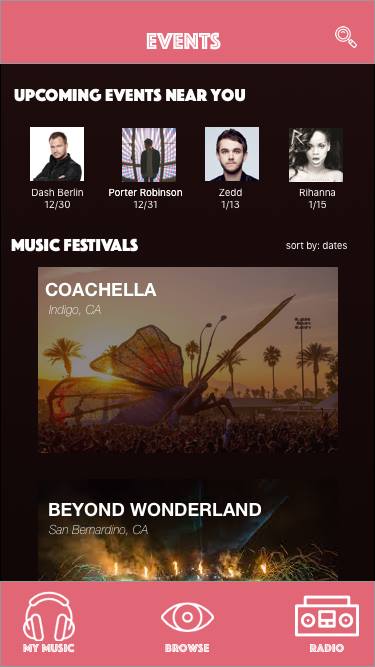 EVENTS
UPCOMING EVENTS NEAR YOU
Dash Berlin
12/30
Porter Robinson
12/31
Zedd
1/13
Rihanna
1/15
MUSIC FESTIVALS
sort by: dates
COACHELLA
Indigo, CA
BEYOND WONDERLAND
San Bernardino, CA
MY MUSIC
BROWSE
RADIO